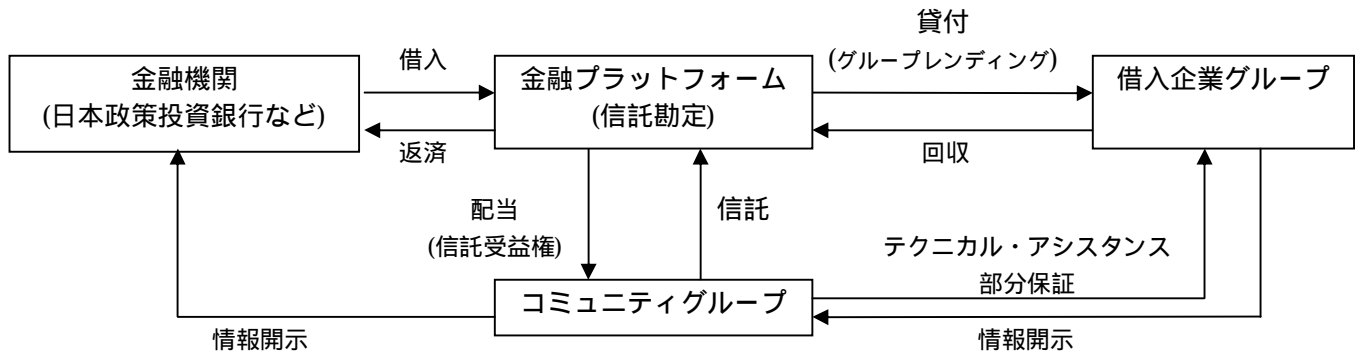 貸付
(グループレンディング)
金融機関
(日本政策投資銀行など)
借入
金融プラットフォーム
(信託勘定)
借入企業グループ
返済
回収
配当
(信託受益権)
信託
テクニカル・アシスタンス
部分保証
コミュニティグループ
情報開示
情報開示